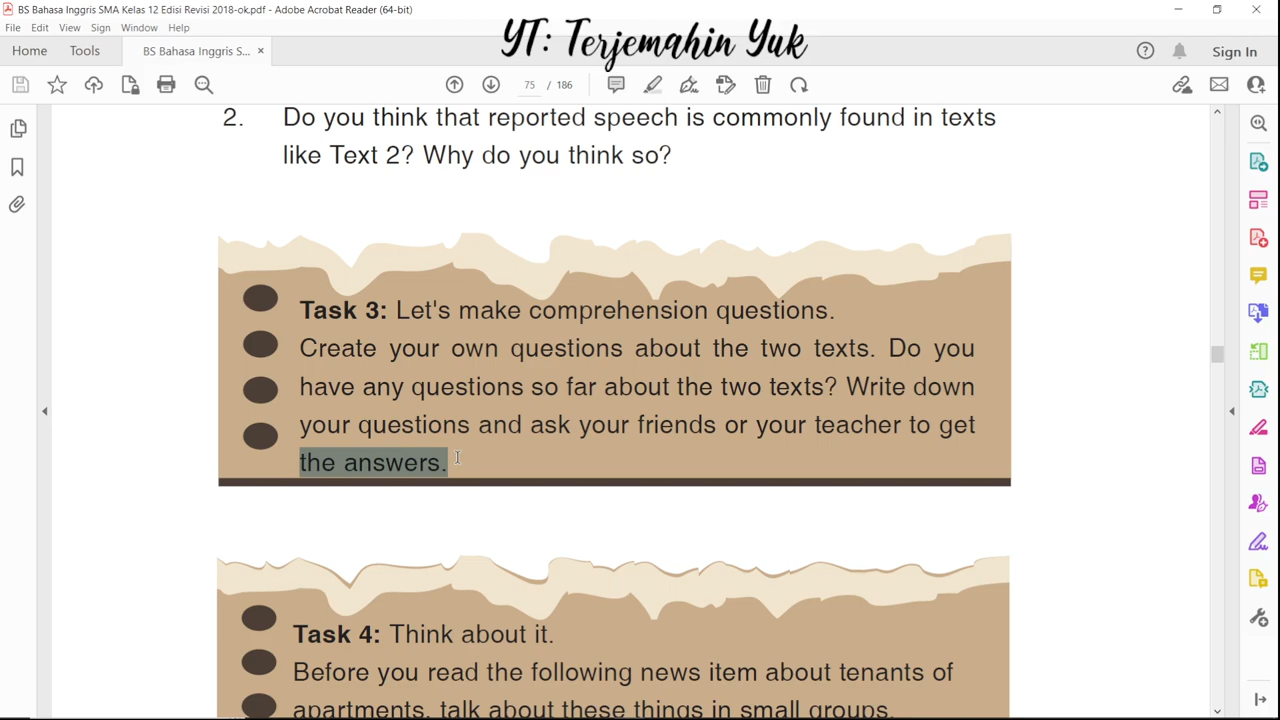 BS Bahasa Inggris SMA Kelas 12 Edisi Revisi 2018-ok.pdf - Adobe Acrobat Reader (64-bit)
File Edit View Sign Window Help
YT: Terjemahin Yuk
Home Tools BS Bahasa Inggris S... × Sign In
75 / 186
2. Do you think that reported speech is commonly found in texts
like Text 2? Why do you think so?
Task 3: Let's make comprehension questions.
Create your own questions about the two texts. Do you
have any questions so far about the two texts? Write down
your questions and ask your friends or your teacher to get
the answers.
Task 4: Think about it.
Before you read the following news item about tenants of
apartments, talk about these things in small groups.